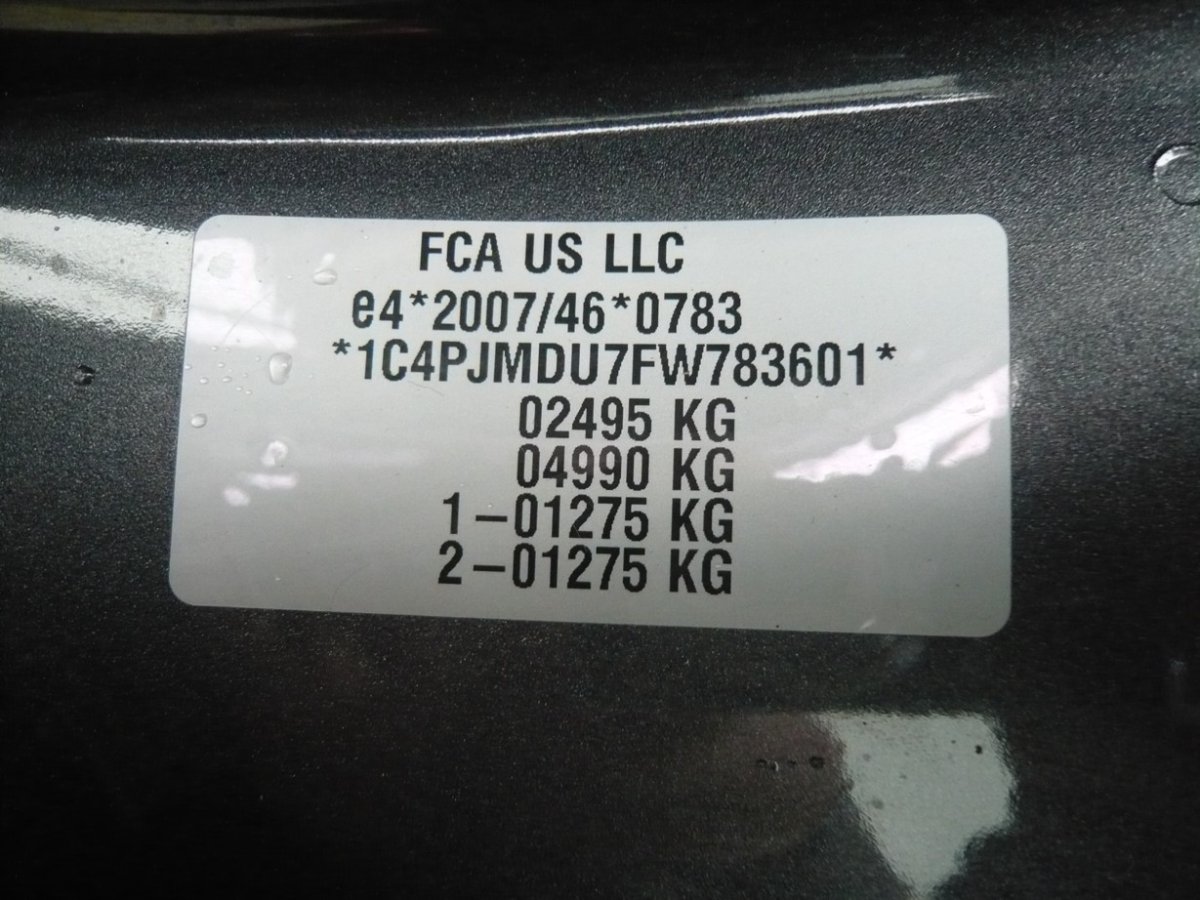 FCA US LLC
e4*2007/46*0783
*1C4PJMDU7FW783601*
02495 KG
04990 KG
1-01275 KG
2-01275 KG